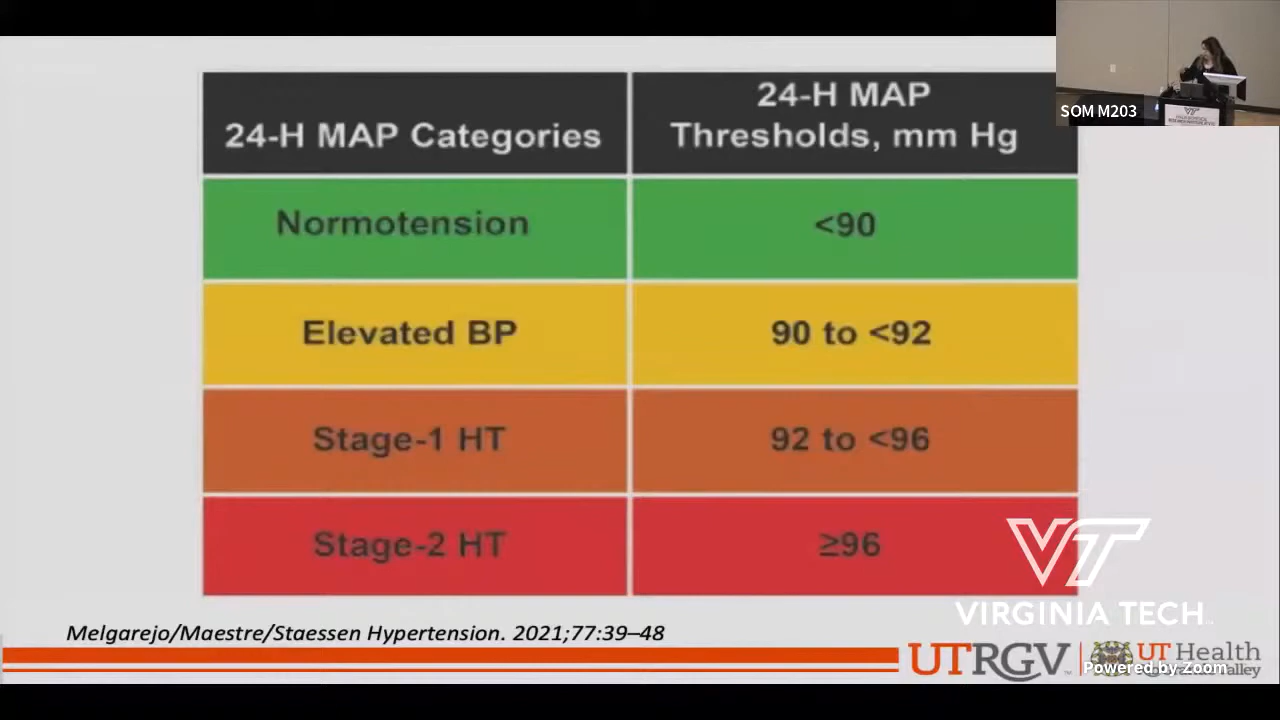 SOM M203
24-H MAP Categories
24-H MAP
Thresholds, mm Hg
Normotension
<90
Elevated BP
90 to <92
Stage-1 HT
92 to <96
Stage-2 HT
≥96
VT
VIRGINIA TECH
Melgarejo/Maestre/Staessen Hypertension. 2021;77:39–48
UTRGV
UT Health
Valley
Powered by Zoom